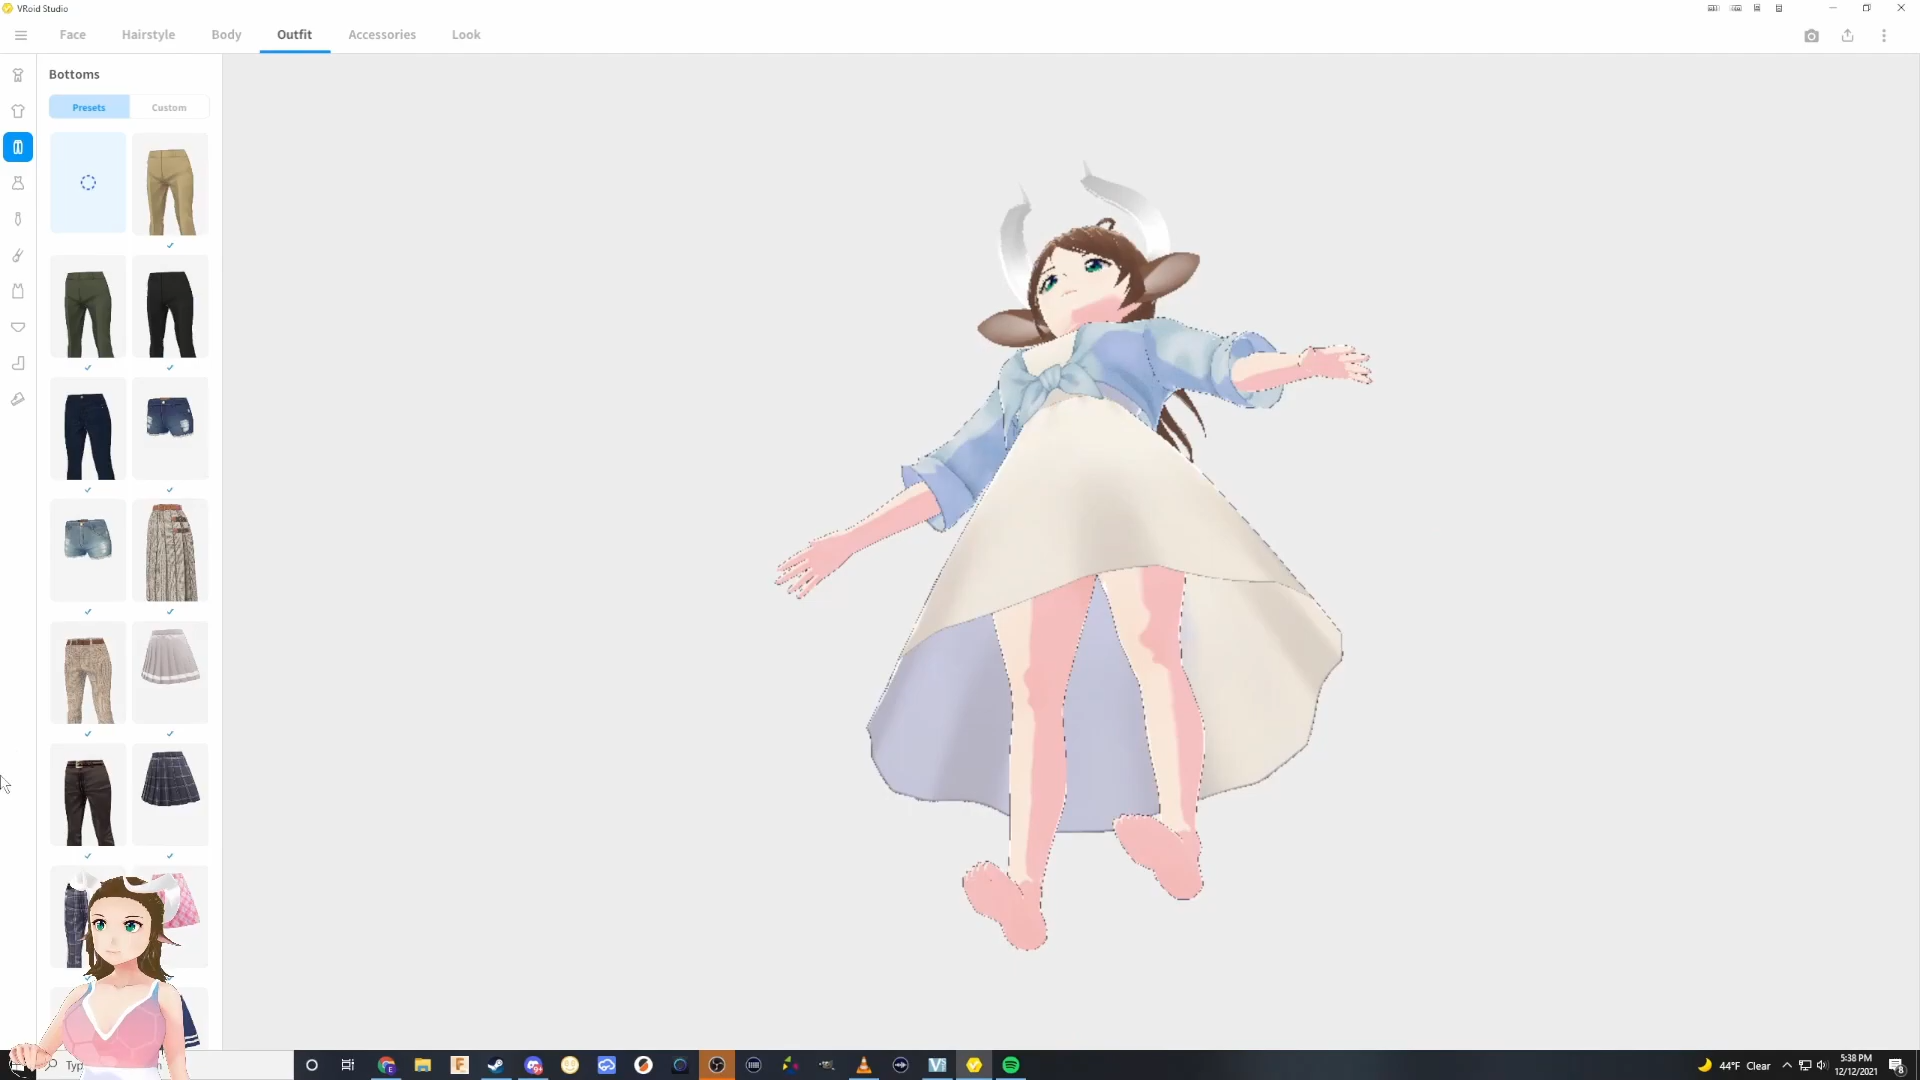 VRoid Studio
Face Hairstyle Body Outfit Accessories Look
Bottoms
Presets Custom
Typ
44°F Clear
5:38 PM
12/12/2021